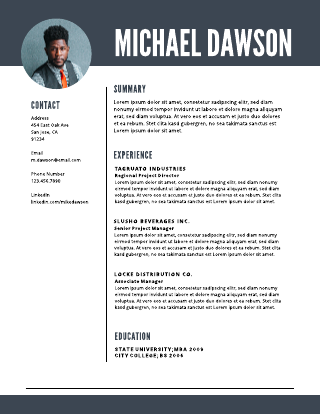 MICHAEL DAWSON
CONTACT
Address
454 East Oak Drive
San Jose, CA
91234
Email
m.dawson@email.com
Phone Number
123.456.7890
LinkedIn
linkedin.com/mikedawson
SUMMARY
Lorem ipsum dolor sit amet, consetetur sadipscing elitr, sed diam
nonumy eirmod tempor invidunt ut labore et dolore magna aliquyam
erat, sed diam voluptua. At vero eos et accusam et justo duo dolores
et ea rebum. Stet clita kasd gubergren, no sea takimata sanctus est
Lorem ipsum dolor sit amet.
EXPERIENCE
TAGRUATO INDUSTRIES
Regional Project Director
Lorem ipsum dolor sit amet, consetetur sadipscing elitr, sed diam nonumy
eirmod tempor invidunt ut labore et dolore magna aliquyam erat, sed diam
voluptua. At vero eos et accusam et justo duo dolores et ea rebum. Stet clita
kasd gubergren, no sea takimata sanctus est Lorem ipsum dolor sit amet.
SLUSHO BEVERAGES INC.
Senior Project Manager
Lorem ipsum dolor sit amet, consetetur sadipscing elitr, sed diam nonumy
eirmod tempor invidunt ut labore et dolore magna aliquyam erat, sed diam
voluptua. At vero eos et accusam et justo duo dolores et ea rebum. Stet clita
kasd gubergren, no sea takimata sanctus est Lorem ipsum dolor sit amet.
LOCKE DISTRIBUTION CO.
Associate Manager
Lorem ipsum dolor sit amet, consetetur sadipscing elitr, sed diam nonumy
eirmod tempor invidunt ut labore et dolore magna aliquyam erat, sed diam
voluptua. At vero eos et accusam et justo duo dolores et ea rebum. Stet clita
kasd gubergren, no sea takimata sanctus est Lorem ipsum dolor sit amet.
EDUCATION
STATE UNIVERSITY; MBA 2009
CITY COLLEGE; BS 2006